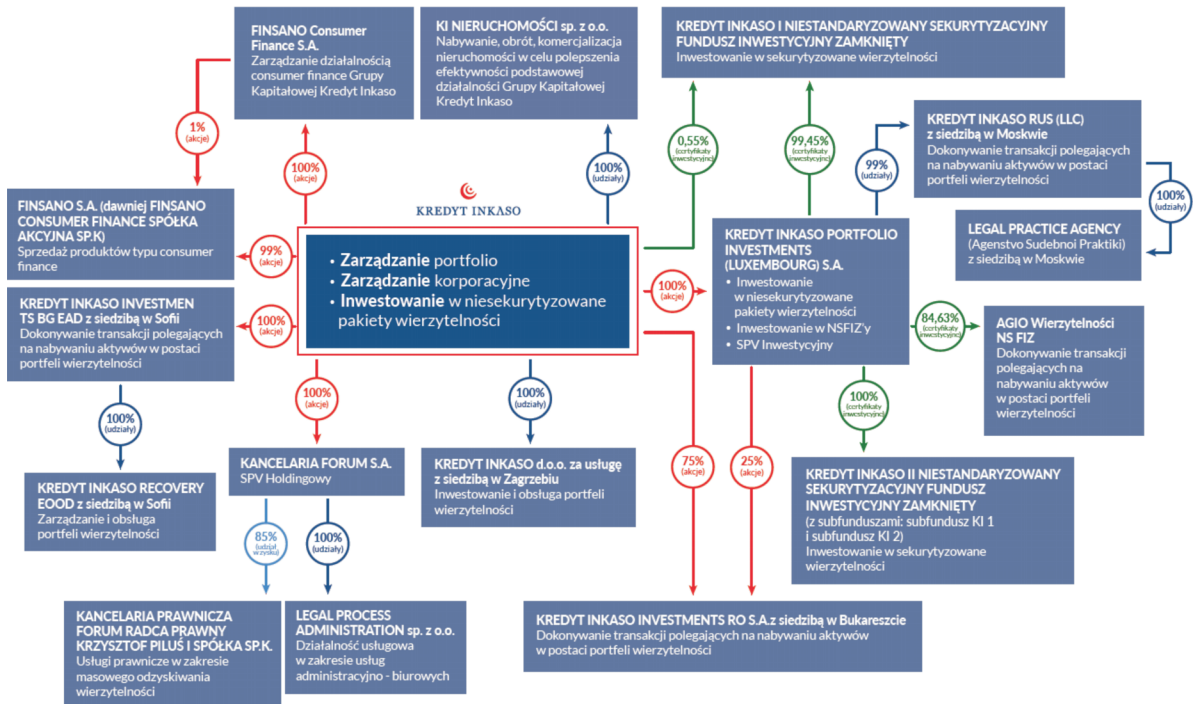 FINSANO Consumer
Finance S.A.
Zarządzanie działalnością
consumer finance Grupy
Kapitałowej Kredyt Inkaso
KI NIERUCHOMOŚCI sp. z o.o.
Nabywanie, obrót, komercjalizacja
nieruchomości w celu polepszenia
efektywności podstawowej
działalności Grupy Kapitałowej
Kredyt Inkaso
KREDYT INKASO I NIESTANDARYZOWANY SEKURYTYZACYJNY
FUNDUSZ INWESTYCYJNY ZAMKNIĘTY
Inwestowanie w sekurytyzowane wierzytelności
1%
(akcje)
100%
(akcje)
100%
(udziały)
0,55%
(certyfikaty
inwestycyjne)
99,45%
(certyfikaty
inwestycyjne)
99%
(udziały)
KREDYT INKASO RUS (LLC)
z siedzibą w Moskwie
Dokonywanie transakcji polegających
na nabywaniu aktywów w postaci
portfeli wierzytelności
100%
(udziały)
LEGAL PRACTICE AGENCY
(Agenstvo Sudebnoi Praktiki)
z siedzibą w Moskwie
FINSANO S.A. (dawniej FINSANO
CONSUMER FINANCE SPÓŁKA
AKCYJNA SP.K)
Sprzedaż produktów typu consumer
finance
99%
(akcje)
KREDYT INKASO
• Zarządzanie portfolio
• Zarządzanie korporacyjne
• Inwestowanie w niesekurytyzowane
pakiety wierzytelności
100%
(akcje)
KREDYT INKASO PORTFOLIO
INVESTMENTS
(LUXEMBOURG) S.A.
• Inwestowanie
w niesekurytyzowane
pakiety wierzytelności
• Inwestowanie w NSFIZ'y
• SPV Inwestycyjny
84,63%
(certyfikaty
inwestycyjne)
AGIO Wierzytelności
NS FIZ
Dokonywanie transakcji
polegających na
nabywaniu aktywów
w postaci portfeli
wierzytelności
KREDYT INKASO INVESTMEN
TS BG EAD z siedzibą w Sofii
Dokonywanie transakcji polegających
na nabywaniu aktywów w postaci
portfeli wierzytelności
100%
(akcje)
100%
(udziały)
100%
(akcje)
100%
(udziały)
100%
(certyfikaty
inwestycyjne)
75%
(akcje)
25%
(akcje)
KREDYT INKASO RECOVERY
EOOD z siedzibą w Sofii
Zarządzanie i obsługa
portfeli wierzytelności
KANCELARIA FORUM S.A.
SPV Holdingowy
KREDYT INKASO d.o.o. za usługę
z siedzibą w Zagrzebiu
Inwestowanie i obsługa portfeli
wierzytelności
KREDYT INKASO II NIESTANDARYZOWANY
SEKURYTYZACYJNY FUNDUSZ
INWESTYCYJNY ZAMKNIĘTY
(z subfunduszami: subfundusz KI 1
i subfundusz KI 2)
Inwestowanie w sekurytyzowane
wierzytelności
85%
(udział
w zysku)
100%
(udziały)
KANCELARIA PRAWNICZA
FORUM RADCA PRAWNY
KRZYSZTOF PILUŚ I SPÓŁKA SP.K.
Usługi prawnicze w zakresie
masowego odzyskiwania
wierzytelności
LEGAL PROCESS
ADMINISTRATION sp. z o.o.
Działalność usługowa
w zakresie usług
administracyjno - biurowych
KREDYT INKASO INVESTMENTS RO S.A.z siedzibą w Bukareszcie
Dokonywanie transakcji polegających na nabywaniu aktywów
w postaci portfeli wierzytelności